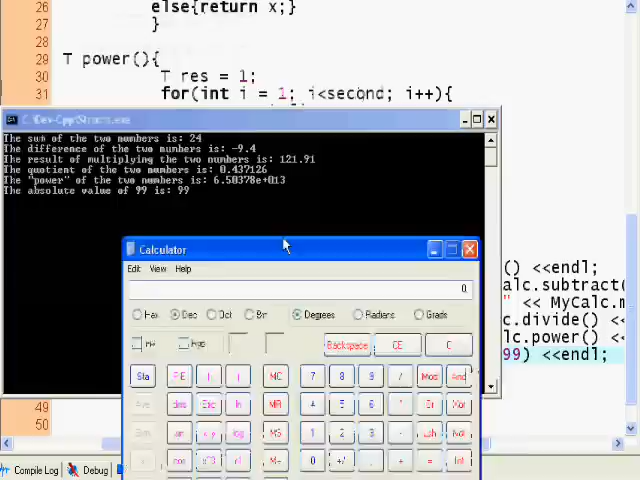 26 else{return x;}
27 }
28
29 T power(){
30 T res = 1;
31 for(int i = 1; i<second; i++){
C:\Dev-Cpp\Structs.exe
The sum of the two numbers is: 24
The difference of the two numbers is: -9.4
The result of multiplying the two numbers is: 121.91
The quotient of the two numbers is: 0.437126
The "power" of the two numbers is: 6.50378e+013
The absolute value of 99 is: 99
Calculator
Edit View Help
0.
Hex Dec Oct Bin Degrees Radians Grads
Inv Hyp Backspace CE C
Sta F-E ( ) MC 7 8 9 / Mod And
Ave dms Exp ln MR 4 5 6 * Or Xor
Sum sin x^y log MS 1 2 3 - Lsh Not
cos x^3 n! M+ 0 +/- . + = Int
() <<endl;
alc.subtract(
" << MyCalc.m
c.divide() <<
lc.power() <<
99) <<endl;
49
50
Compile Log Debug